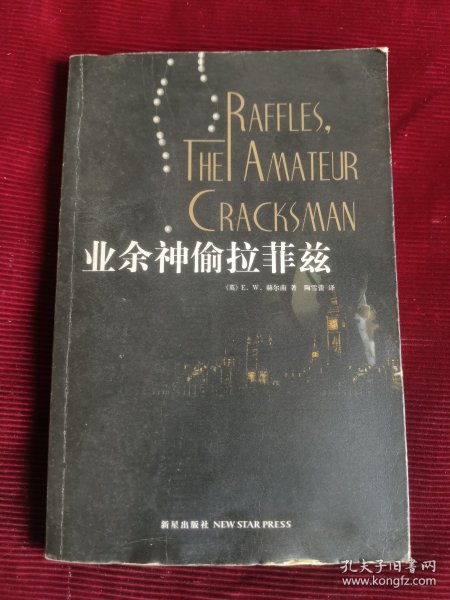 RAFFLES,
THE AMATEUR
CRACKSMAN
业余神偷拉菲兹
（英）E. W. 赫尔南 著 陶雪蕾 译
新星出版社 NEW STAR PRESS
孔夫子旧书网
www.kongfz.com